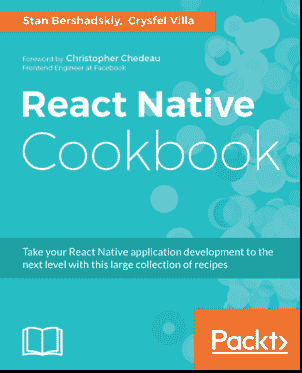 Stan Bershadskiy, Crysfel Villa
Foreword by Christopher Chedeau
Frontend Engineer at Facebook
React Native
Cookbook
Take your React Native application development to the
next level with this large collection of recipes
Packt>